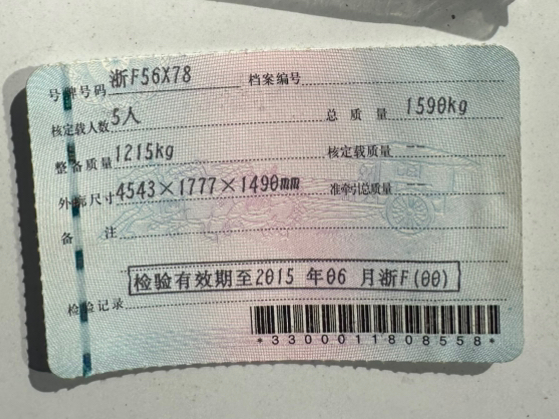 号牌号码 浙F56X78 档案编号
核定载人数 5人 总质量 1590kg
整备质量 1215kg 核定载质量 --
外廓尺寸 4543×1777×1490mm 准牵引总质量 --
备注
检验有效期至2015年06月浙F(00)
检验记录
*3300011808558*